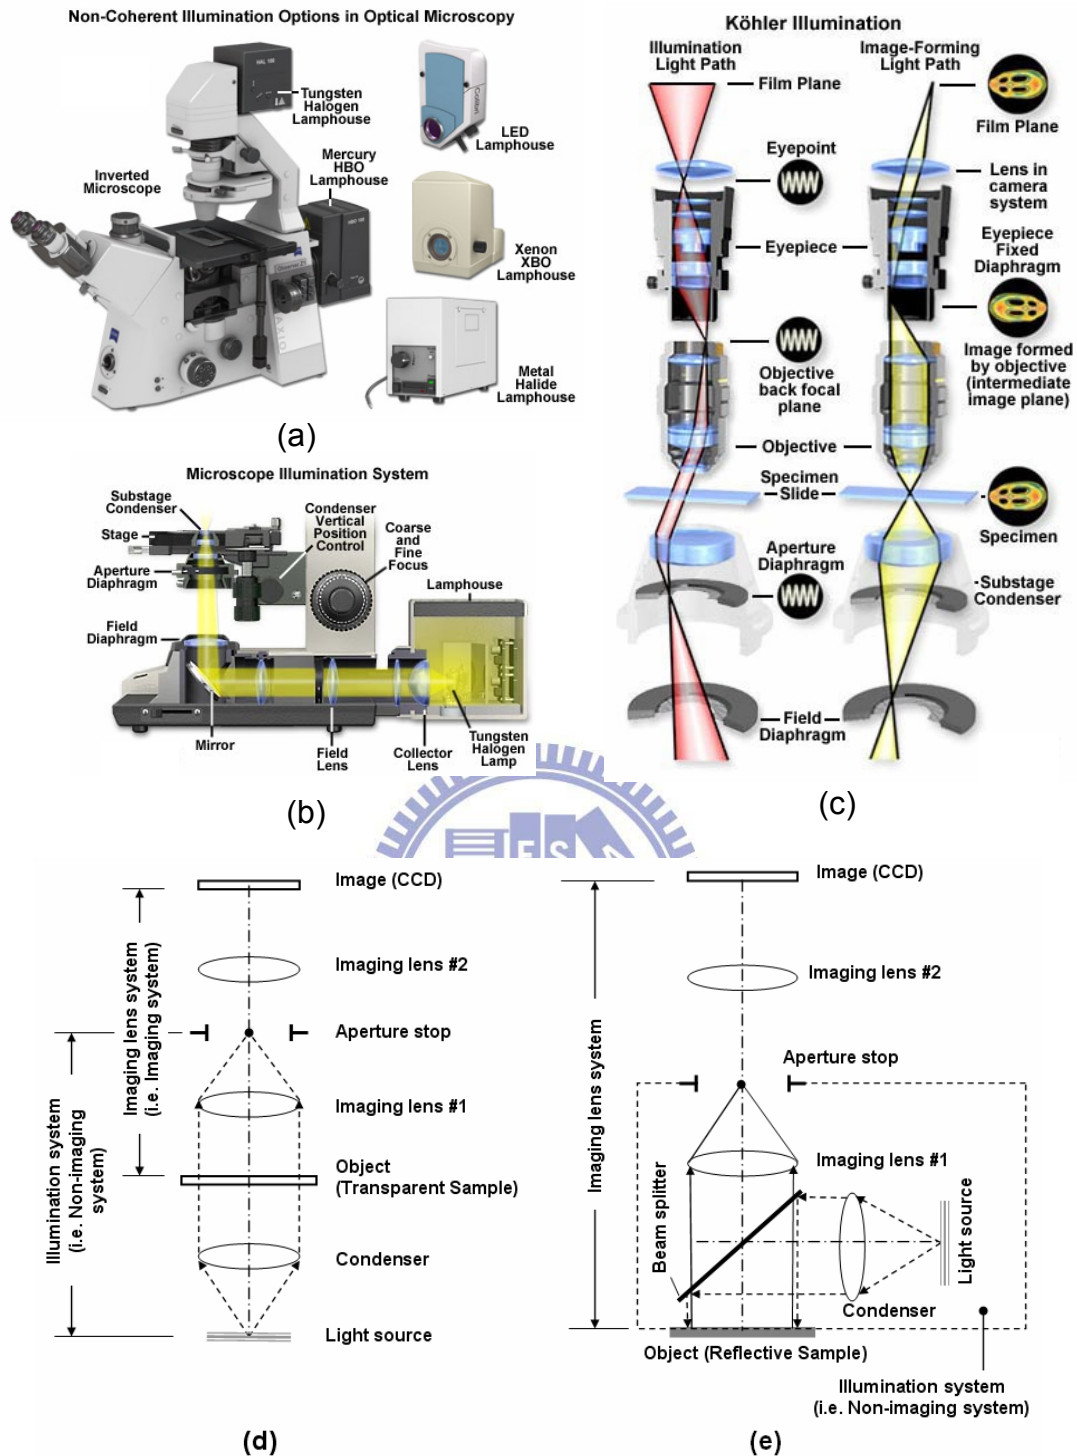 Non-Coherent Illumination Options in Optical Microscopy
HAL 100
Tungsten
Halogen
Lamphouse
Colibri
LED
Lamphouse
Inverted
Microscope
Mercury
HBO
Lamphouse
HBO 100
Xenon
XBO
Lamphouse
AXIO
Metal
Halide
Lamphouse
(a)
Microscope Illumination System
Substage
Condenser
Stage
Aperture
Diaphragm
Field
Diaphragm
Condenser
Vertical
Position
Control
Coarse
and
Fine
Focus
Lamphouse
Mirror
Field
Lens
Collector
Lens
Tungsten
Halogen
Lamp
(b)
Köhler Illumination
Illumination
Light Path
Image-Forming
Light Path
Film Plane
Film Plane
Eyepoint
Lens in
camera
system
Eyepiece
Eyepiece
Fixed
Diaphragm
Objective
back focal
plane
Image formed
by objective
(intermediate
image plane)
Objective
Specimen
Slide
Specimen
Aperture
Diaphragm
Substage
Condenser
Field
Diaphragm
(c)
ESA
Image (CCD)
Imaging lens #2
Aperture stop
Imaging lens #1
Object
(Transparent Sample)
Condenser
Light source
Imaging lens system
(i.e. Imaging system)
Illumination system
(i.e. Non-imaging
system)
(d)
Image (CCD)
Imaging lens #2
Aperture stop
Imaging lens #1
Imaging lens system
Beam splitter
Light source
Condenser
Object (Reflective Sample)
Illumination system
(i.e. Non-imaging system)
(e)